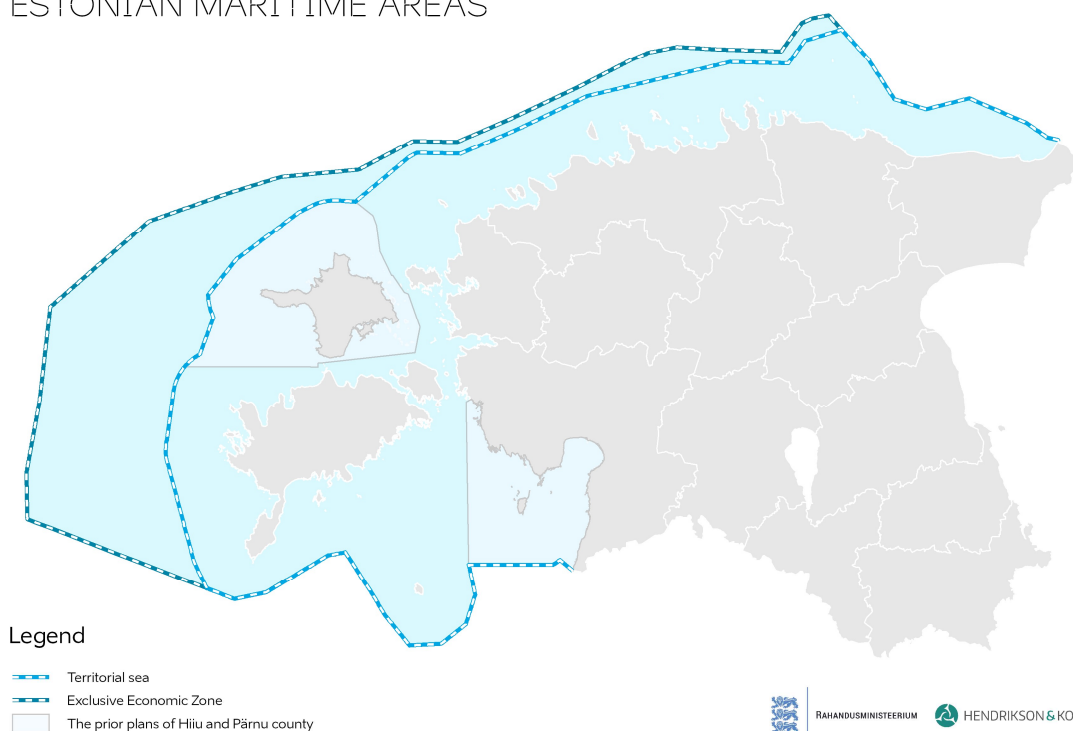 ESTONIAN MARITIME AREAS
Legend
Territorial sea
Exclusive Economic Zone
The prior plans of Hiiu and Pärnu county
RAHANDUSMINISTEERIUM
HENDRIKSON & KO